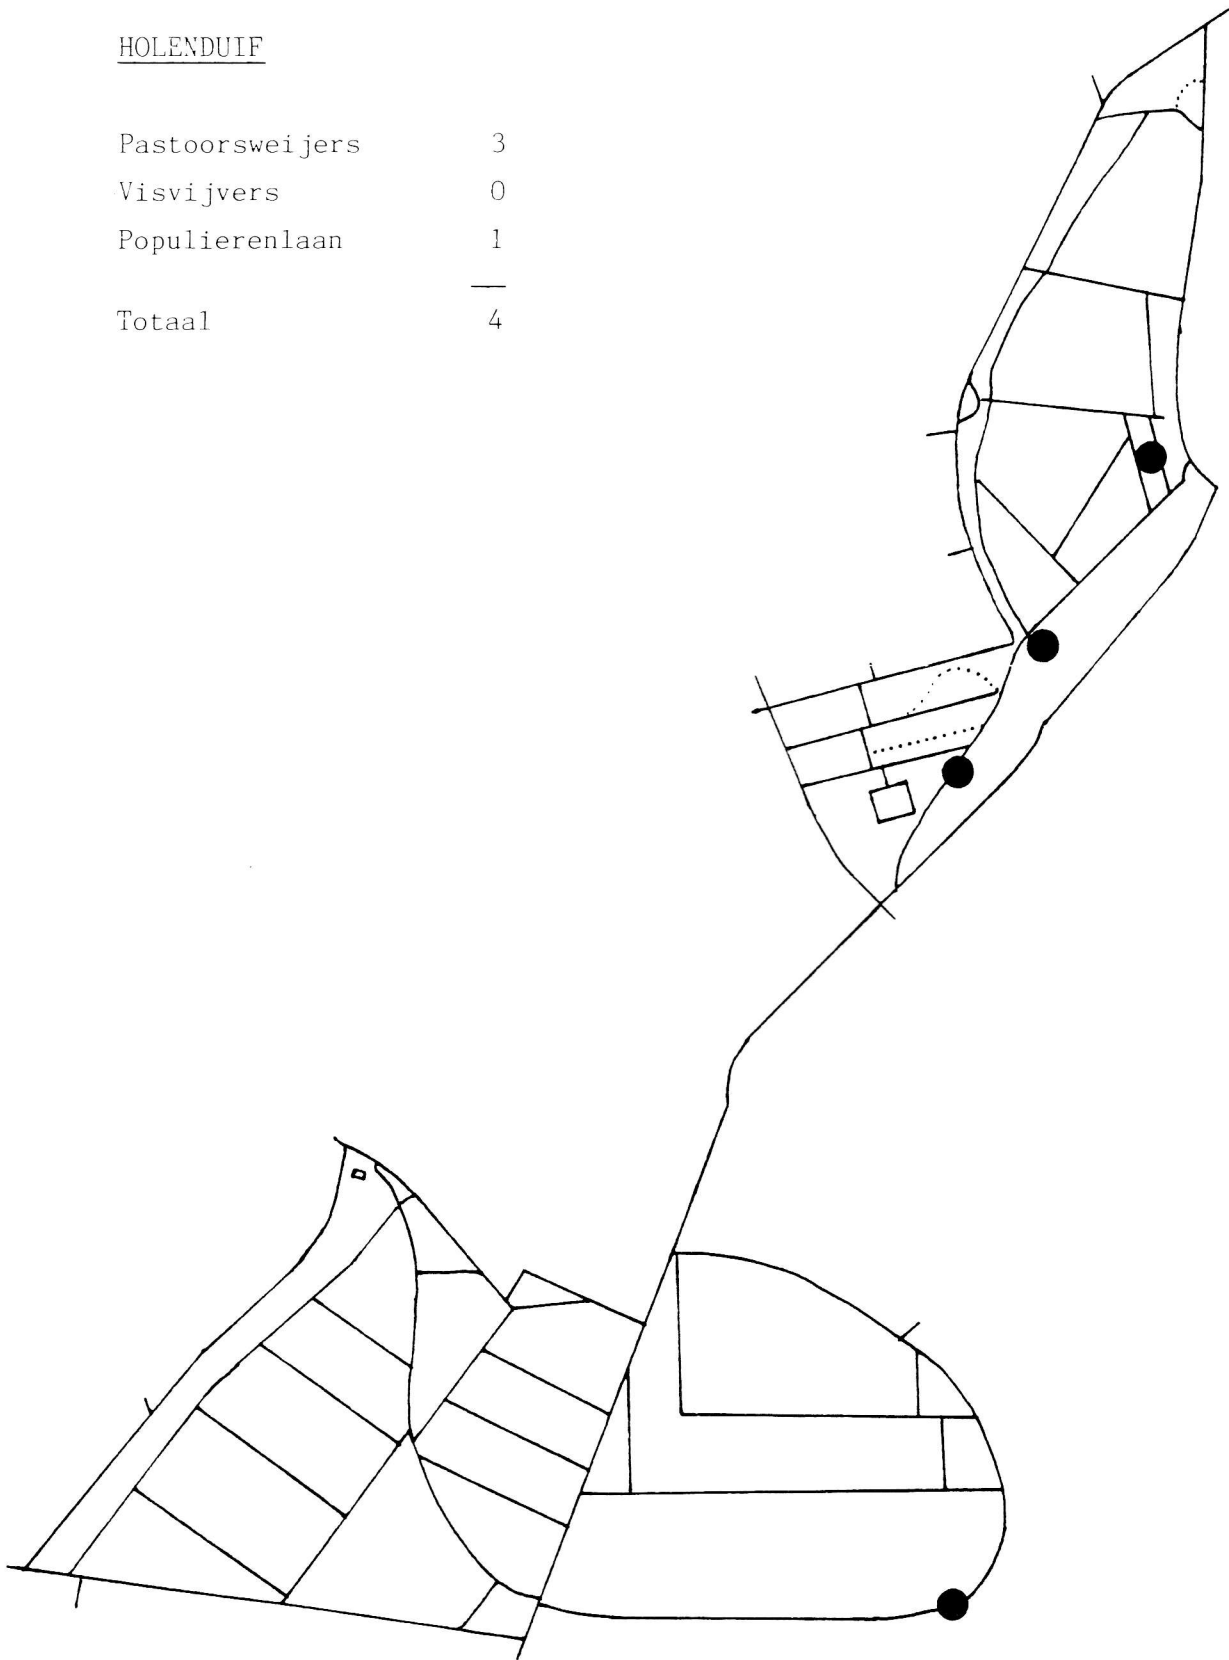 HOLENDUIF
Pastoorsweijers 3
Visvijvers 0
Populierenlaan 1
Totaal 4